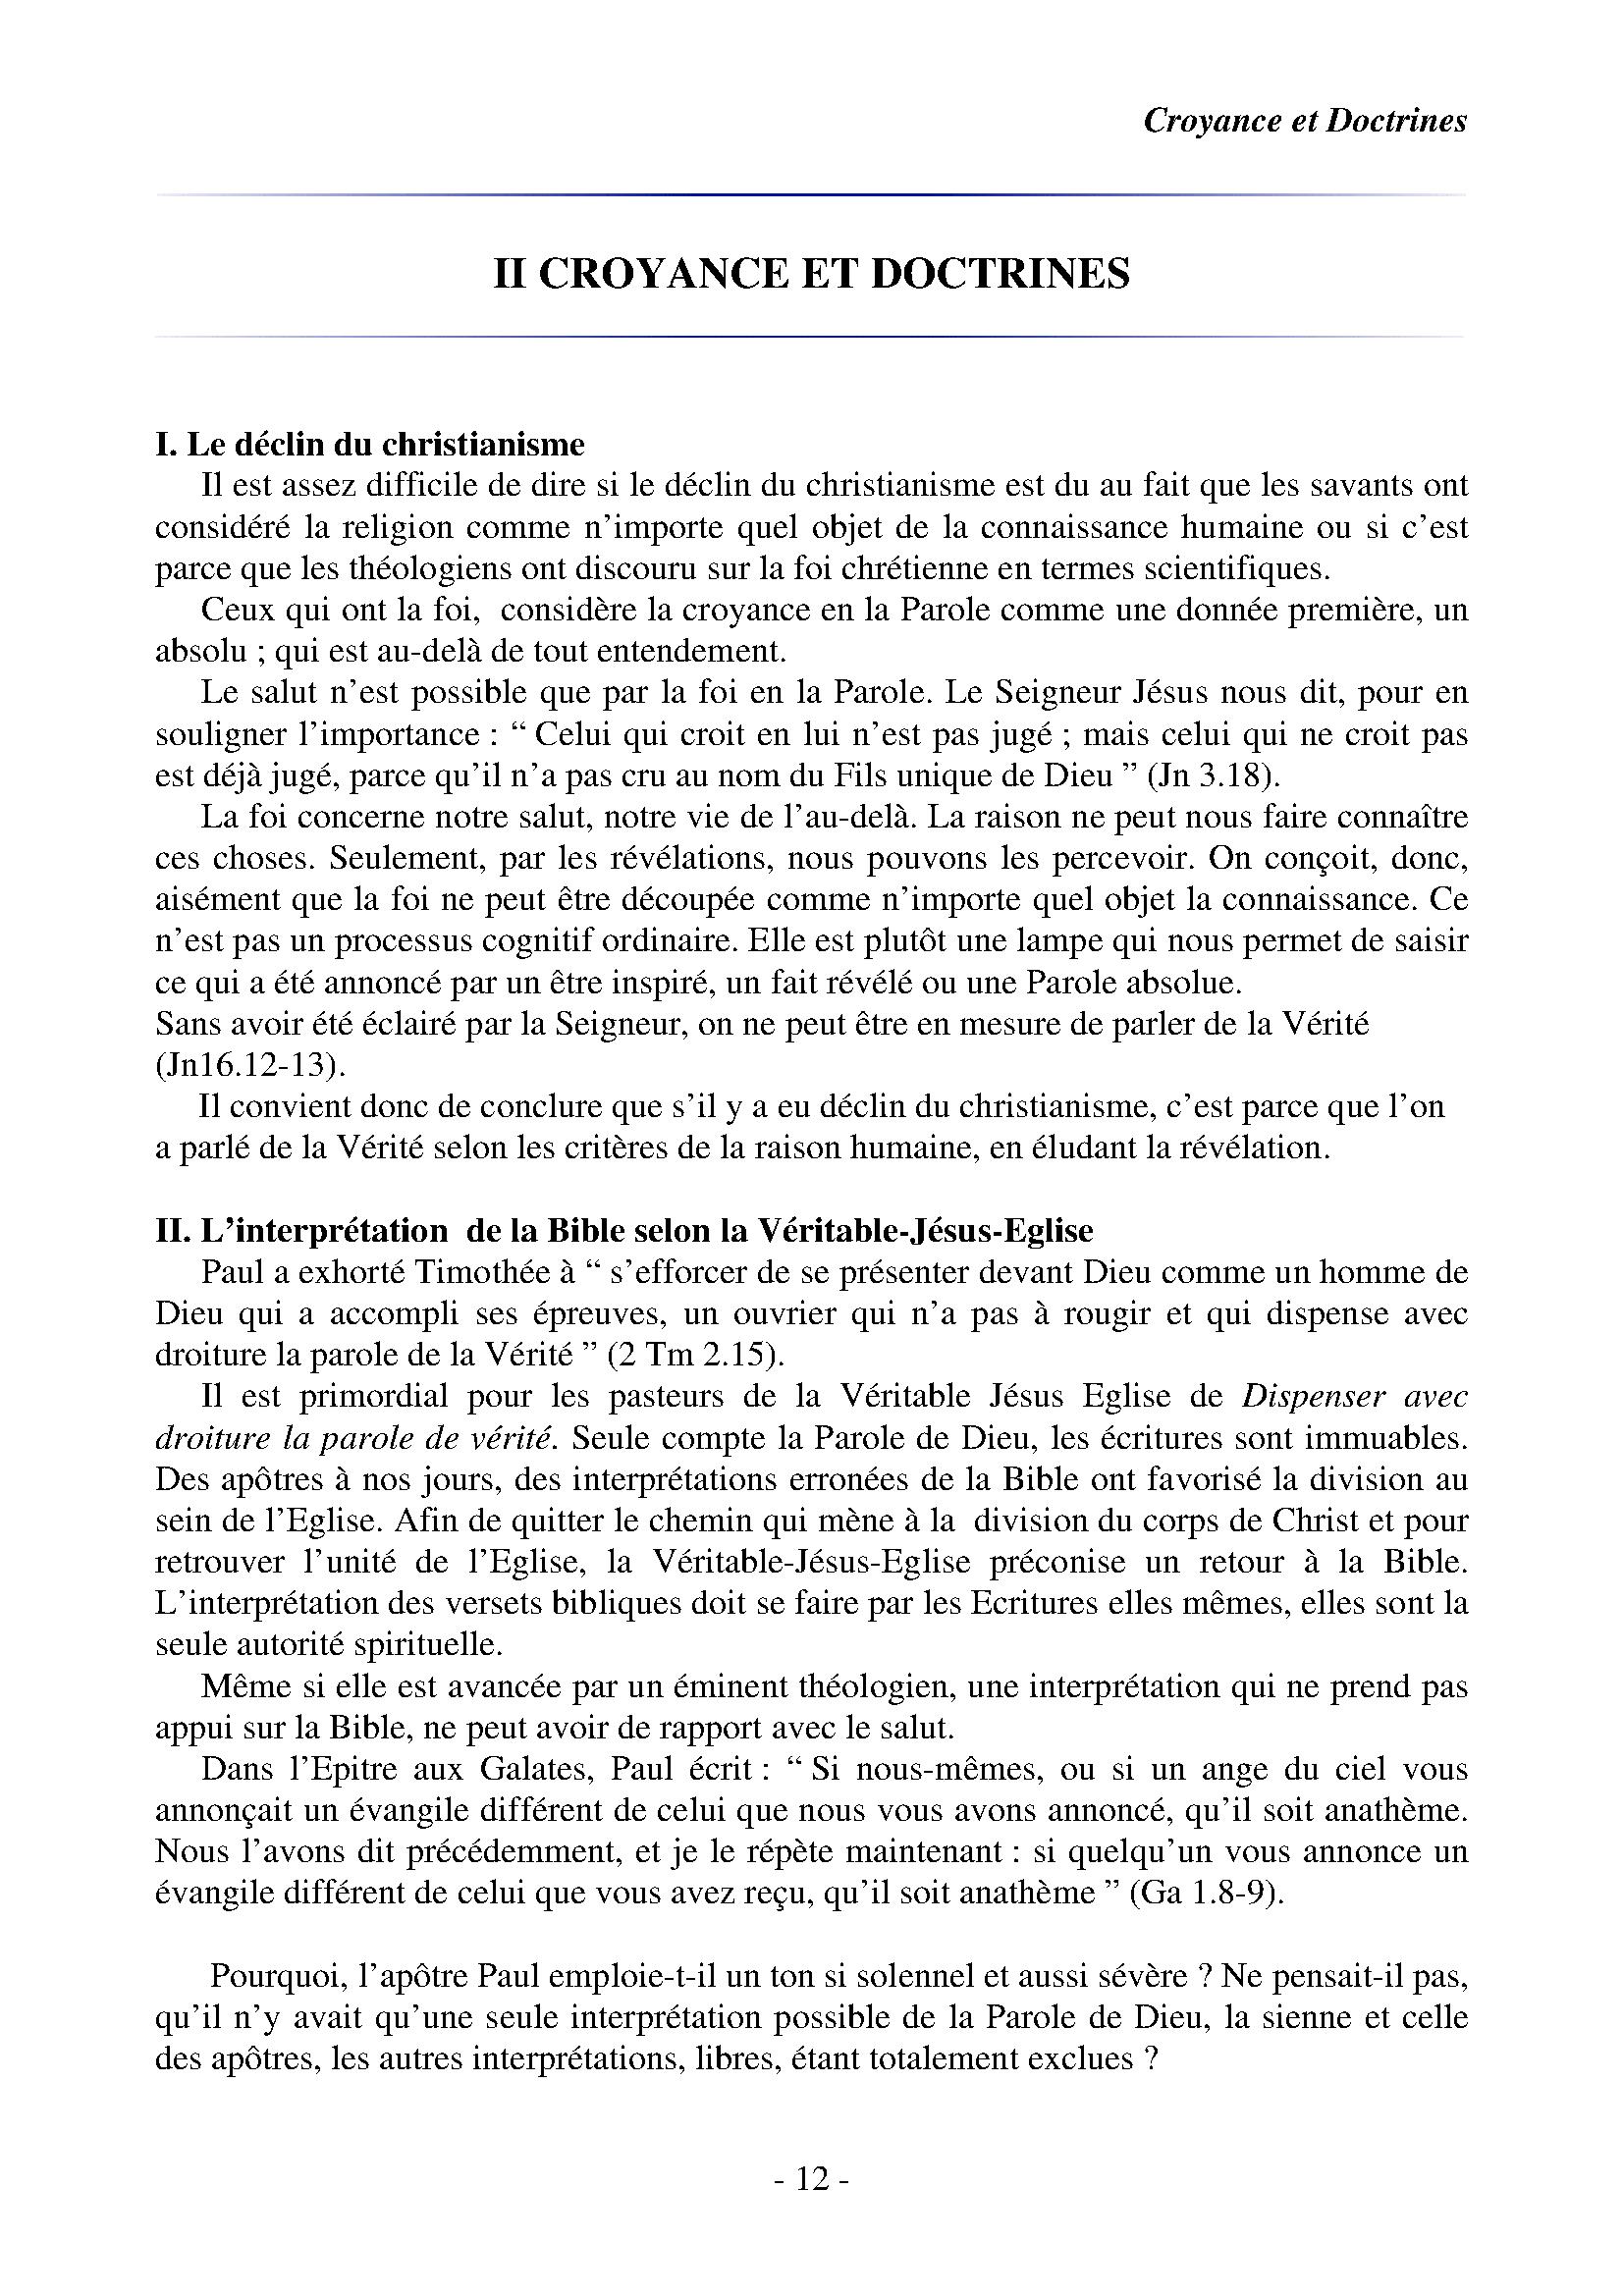 Croyance et Doctrines
II CROYANCE ET DOCTRINES
I. Le déclin du christianisme
Il est assez difficile de dire si le déclin du christianisme est du au fait que les savants ont
considéré la religion comme n’importe quel objet de la connaissance humaine ou si c’est
parce que les théologiens ont discouru sur la foi chrétienne en termes scientifiques.
Ceux qui ont la foi,  considère la croyance en la Parole comme une donnée première, un
absolu ; qui est au-delà de tout entendement.
Le salut n’est possible que par la foi en la Parole. Le Seigneur Jésus nous dit, pour en
souligner l’importance : “ Celui qui croit en lui n’est pas jugé ; mais celui qui ne croit pas
est déjà jugé, parce qu’il n’a pas cru au nom du Fils unique de Dieu ” (Jn 3.18).
La foi concerne notre salut, notre vie de l’au-delà. La raison ne peut nous faire connaître
ces choses. Seulement, par les révélations, nous pouvons les percevoir. On conçoit, donc,
aisément que la foi ne peut être découpée comme n’importe quel objet la connaissance. Ce
n’est pas un processus cognitif ordinaire. Elle est plutôt une lampe qui nous permet de saisir
ce qui a été annoncé par un être inspiré, un fait révélé ou une Parole absolue.
Sans avoir été éclairé par la Seigneur, on ne peut être en mesure de parler de la Vérité
(Jn16.12-13).
Il convient donc de conclure que s’il y a eu déclin du christianisme, c’est parce que l’on
a parlé de la Vérité selon les critères de la raison humaine, en éludant la révélation.
II. L’interprétation  de la Bible selon la Véritable-Jésus-Eglise
Paul a exhorté Timothée à “ s’efforcer de se présenter devant Dieu comme un homme de
Dieu qui a accompli ses épreuves, un ouvrier qui n’a pas à rougir et qui dispense avec
droiture la parole de la Vérité ” (2 Tm 2.15).
Il est primordial pour les pasteurs de la Véritable Jésus Eglise de Dispenser avec
droiture la parole de vérité. Seule compte la Parole de Dieu, les écritures sont immuables.
Des apôtres à nos jours, des interprétations erronées de la Bible ont favorisé la division au
sein de l’Eglise. Afin de quitter le chemin qui mène à la  division du corps de Christ et pour
retrouver l’unité de l’Eglise, la Véritable-Jésus-Eglise préconise un retour à la Bible.
L’interprétation des versets bibliques doit se faire par les Ecritures elles mêmes, elles sont la
seule autorité spirituelle.
Même si elle est avancée par un éminent théologien, une interprétation qui ne prend pas
appui sur la Bible, ne peut avoir de rapport avec le salut.
Dans l’Epitre aux Galates, Paul écrit : “ Si nous-mêmes, ou si un ange du ciel vous
annonçait un évangile différent de celui que nous vous avons annoncé, qu’il soit anathème.
Nous l’avons dit précédemment, et je le répète maintenant : si quelqu’un vous annonce un
évangile différent de celui que vous avez reçu, qu’il soit anathème ” (Ga 1.8-9).
Pourquoi, l’apôtre Paul emploie-t-il un ton si solennel et aussi sévère ? Ne pensait-il pas,
qu’il n’y avait qu’une seule interprétation possible de la Parole de Dieu, la sienne et celle
des apôtres, les autres interprétations, libres, étant totalement exclues ?
- 12 -